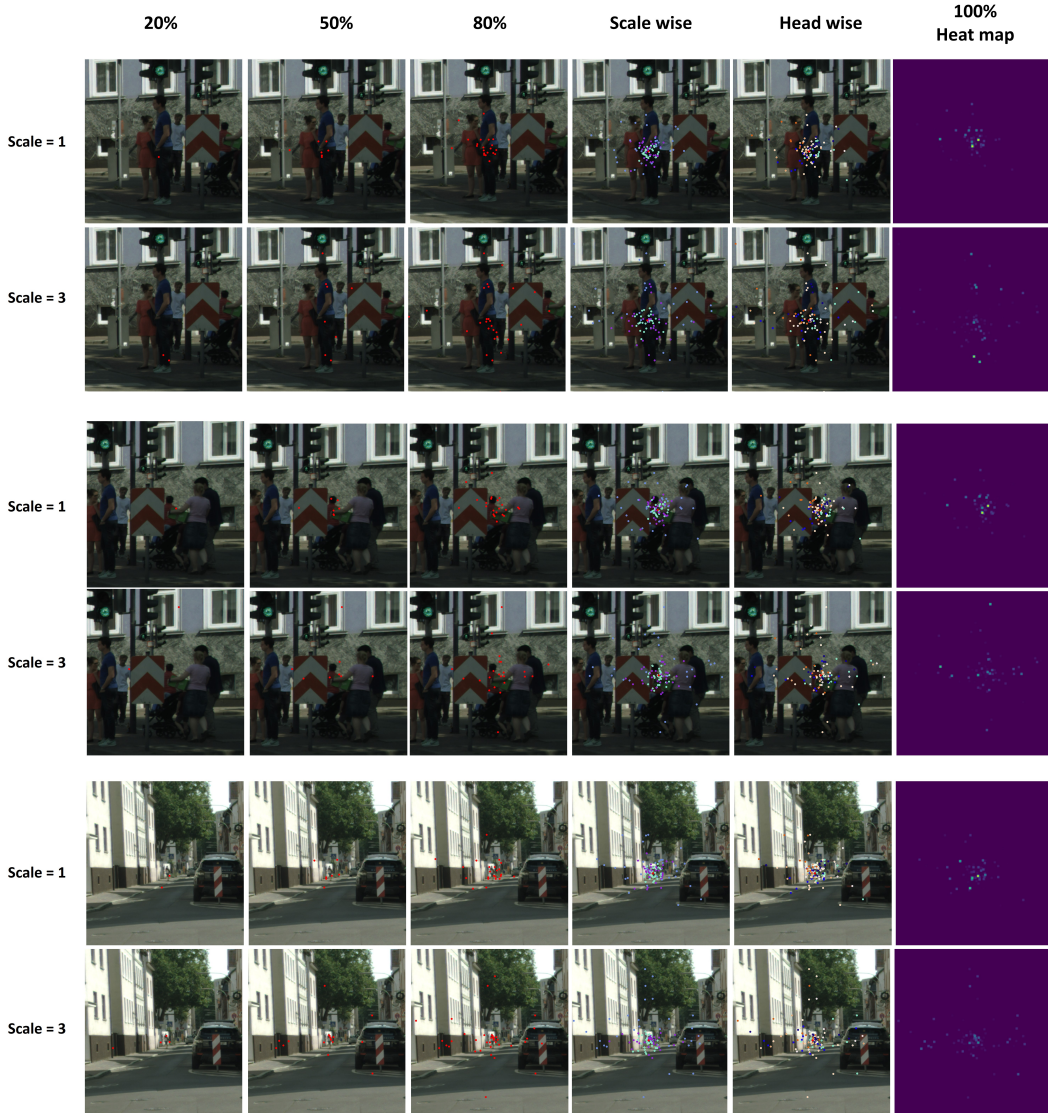 20% 50% 80% Scale wise Head wise 100%
Heat map
Scale = 1
Scale = 3
Scale = 1
Scale = 3
Scale = 1
Scale = 3